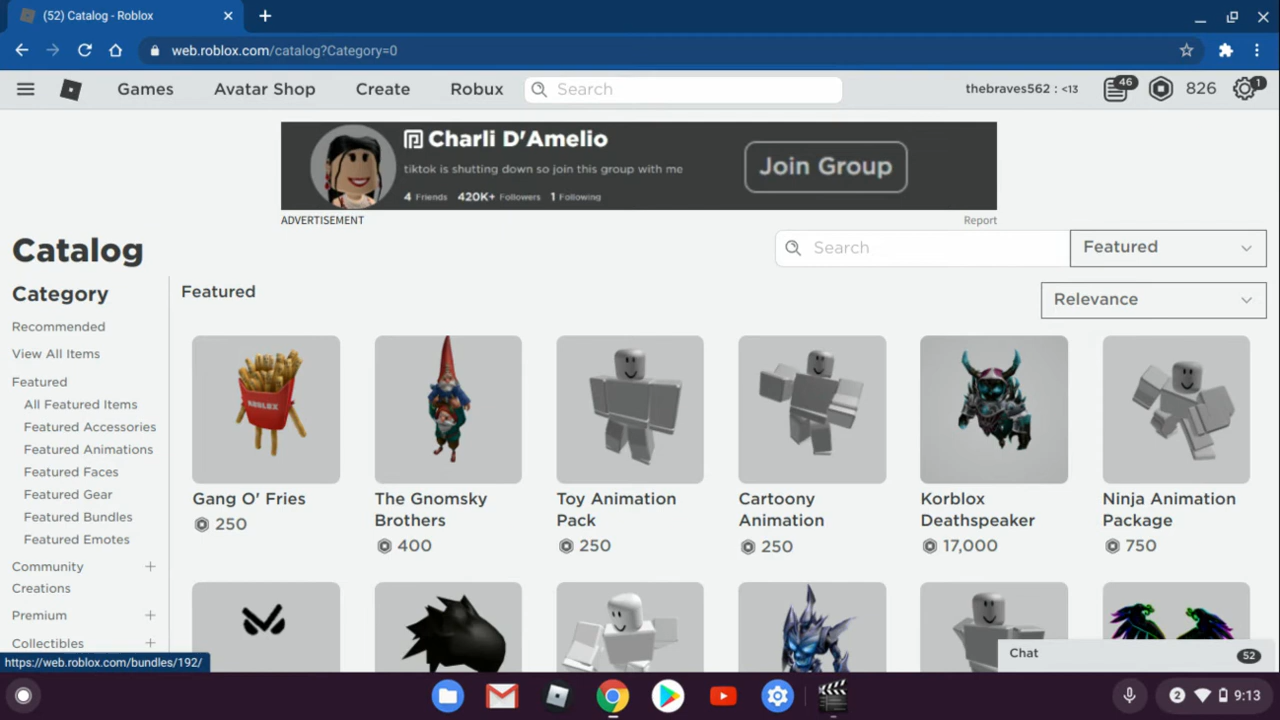 (52) Catalog - Roblox
web.roblox.com/catalog?Category=0
Games Avatar Shop Create Robux Search thebraves562 : <13 46 826 1
Charli D'Amelio
tiktok is shutting down so join this group with me
4 Friends 420K+ Followers 1 Following
Join Group
ADVERTISEMENT Report
Catalog
Search Featured
Category
Featured
Relevance
Recommended
View All Items
Featured
All Featured Items
Featured Accessories
Featured Animations
Featured Faces
Featured Gear
Featured Bundles
Featured Emotes
Community
Creations
Premium
Collectibles
ROBLOX
Gang O' Fries
250
The Gnomsky
Brothers
400
Toy Animation
Pack
250
Cartoony
Animation
250
Korblox
Deathspeaker
17,000
Ninja Animation
Package
750
Chat 52
https://web.roblox.com/bundles/192/
2 9:13